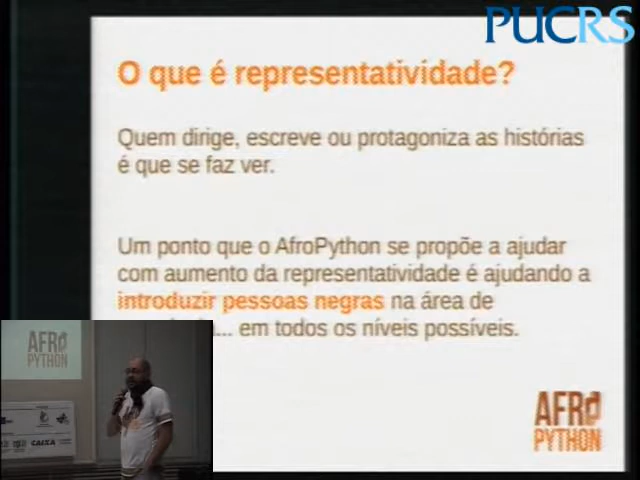 PUCRS
O que é representatividade?
Quem dirige, escreve ou protagoniza as histórias
é que se faz ver.
Um ponto que o AfroPython se propõe a ajudar
com aumento da representatividade é ajudando a
introduzir pessoas negras na área de
... em todos os níveis possíveis.
AFRO
PYTHON
CAIXA
AFRO
PYTHON